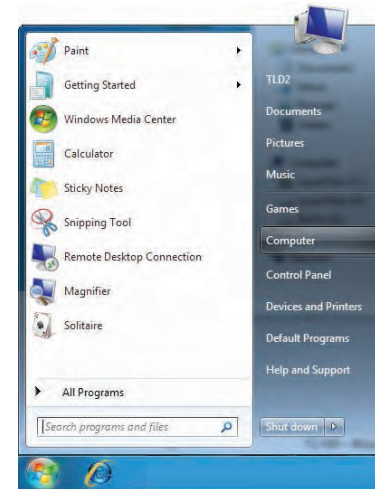 Paint
Getting Started
Windows Media Center
Calculator
Sticky Notes
Snipping Tool
Remote Desktop Connection
Magnifier
Solitaire
All Programs
Search programs and files
TLD2
Documents
Pictures
Music
Games
Computer
Control Panel
Devices and Printers
Default Programs
Help and Support
Shut down